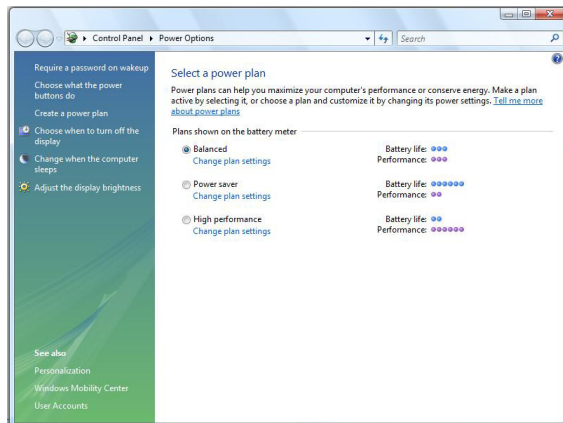 Control Panel
Power Options
Search
Require a password on wakeup
Choose what the power
buttons do
Create a power plan
Choose when to turn off the
display
Change when the computer
sleeps
Adjust the display brightness
See also
Personalization
Windows Mobility Center
User Accounts
Select a power plan
Power plans can help you maximize your computer's performance or conserve energy. Make a plan
active by selecting it, or choose a plan and customize it by changing its power settings. Tell me more
about power plans
Plans shown on the battery meter
Balanced
Battery life:
Change plan settings
Performance:
Power saver
Battery life:
Change plan settings
Performance:
High performance
Battery life:
Change plan settings
Performance: